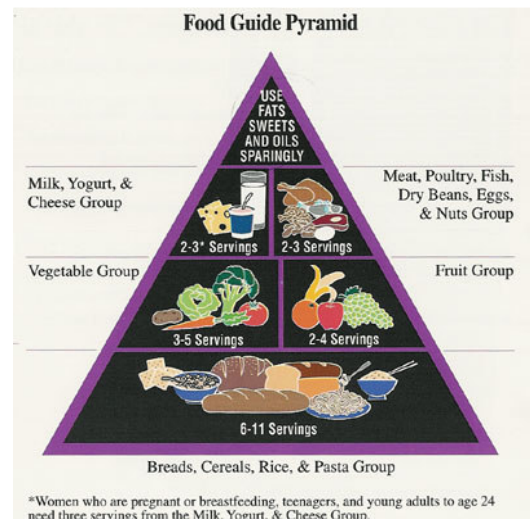 Food Guide Pyramid
USE
FATS
SWEETS
AND OILS
SPARINGLY
Milk, Yogurt, &
Cheese Group
Meat, Poultry, Fish,
Dry Beans, Eggs,
& Nuts Group
2-3* Servings
2-3 Servings
Vegetable Group
Fruit Group
3-5 Servings
2-4 Servings
6-11 Servings
Breads, Cereals, Rice, & Pasta Group
*Women who are pregnant or breastfeeding, teenagers, and young adults to age 24
need three servings from the Milk, Yogurt, & Cheese Group.